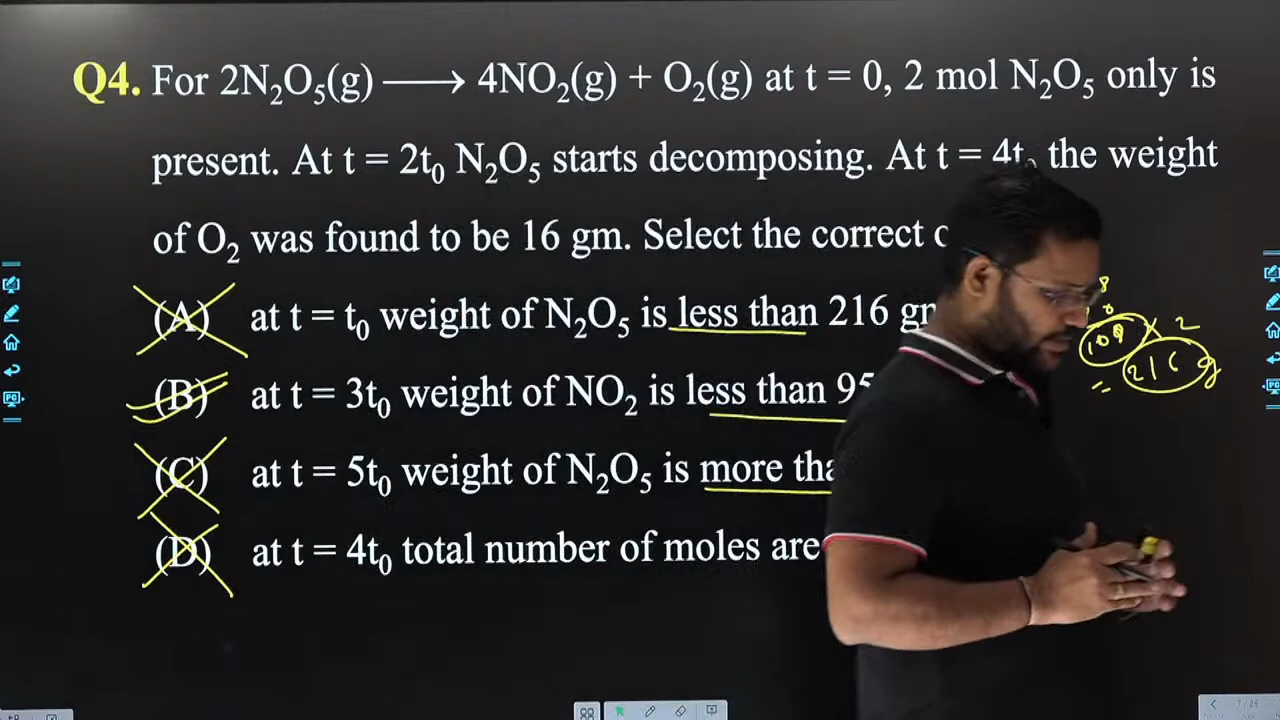 Q4. For 2N₂O₅(g) ⟶ 4NO₂(g) + O₂(g) at t = 0, 2 mol N₂O₅ only is
present. At t = 2t₀ N₂O₅ starts decomposing. At t = 4t₀ the weight
of O₂ was found to be 16 gm. Select the correct
(A) at t = t₀ weight of N₂O₅ is less than 216
(B) at t = 3t₀ weight of NO₂ is less than
(C) at t = 5t₀ weight of N₂O₅ is more
(D) at t = 4t₀ total number of moles are
108 × 2
= 216 g